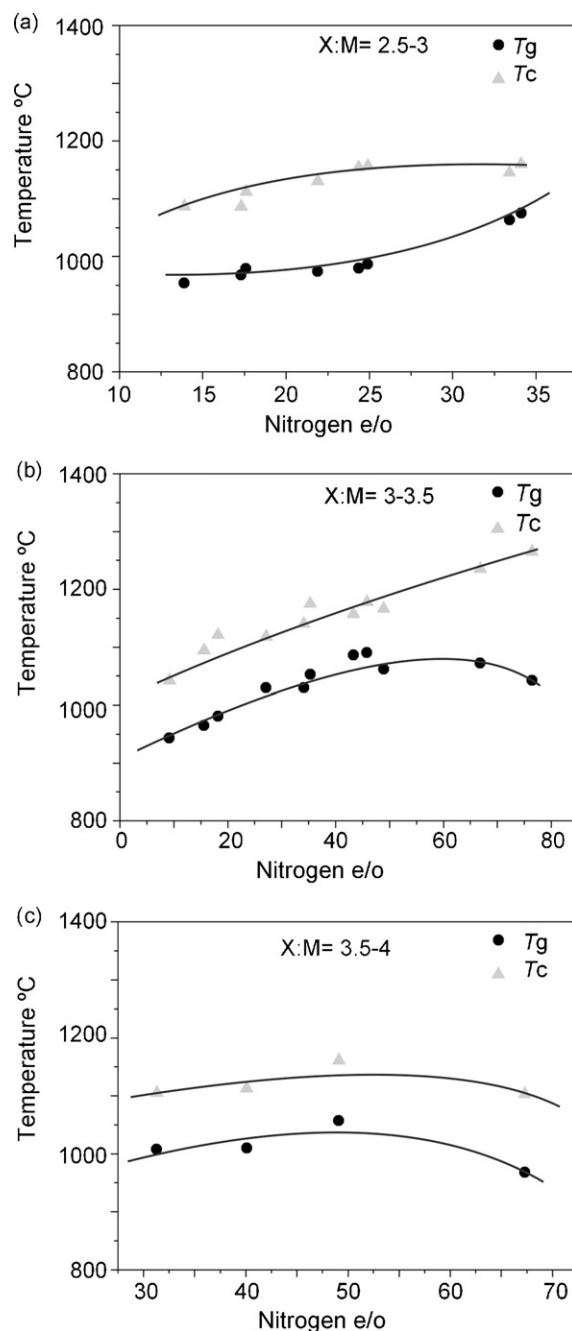 (a)
1400
X:M= 2.5-3
Tg
Tc
1200
Temperature ºC
1000
800
10 15 20 25 30 35
Nitrogen e/o
(b)
1400
X:M= 3-3.5
Tg
Tc
1200
Temperature ºC
1000
800
0 20 40 60 80
Nitrogen e/o
(c)
1400
X:M= 3.5-4
Tg
Tc
1200
Temperature ºC
1000
800
30 40 50 60 70
Nitrogen e/o